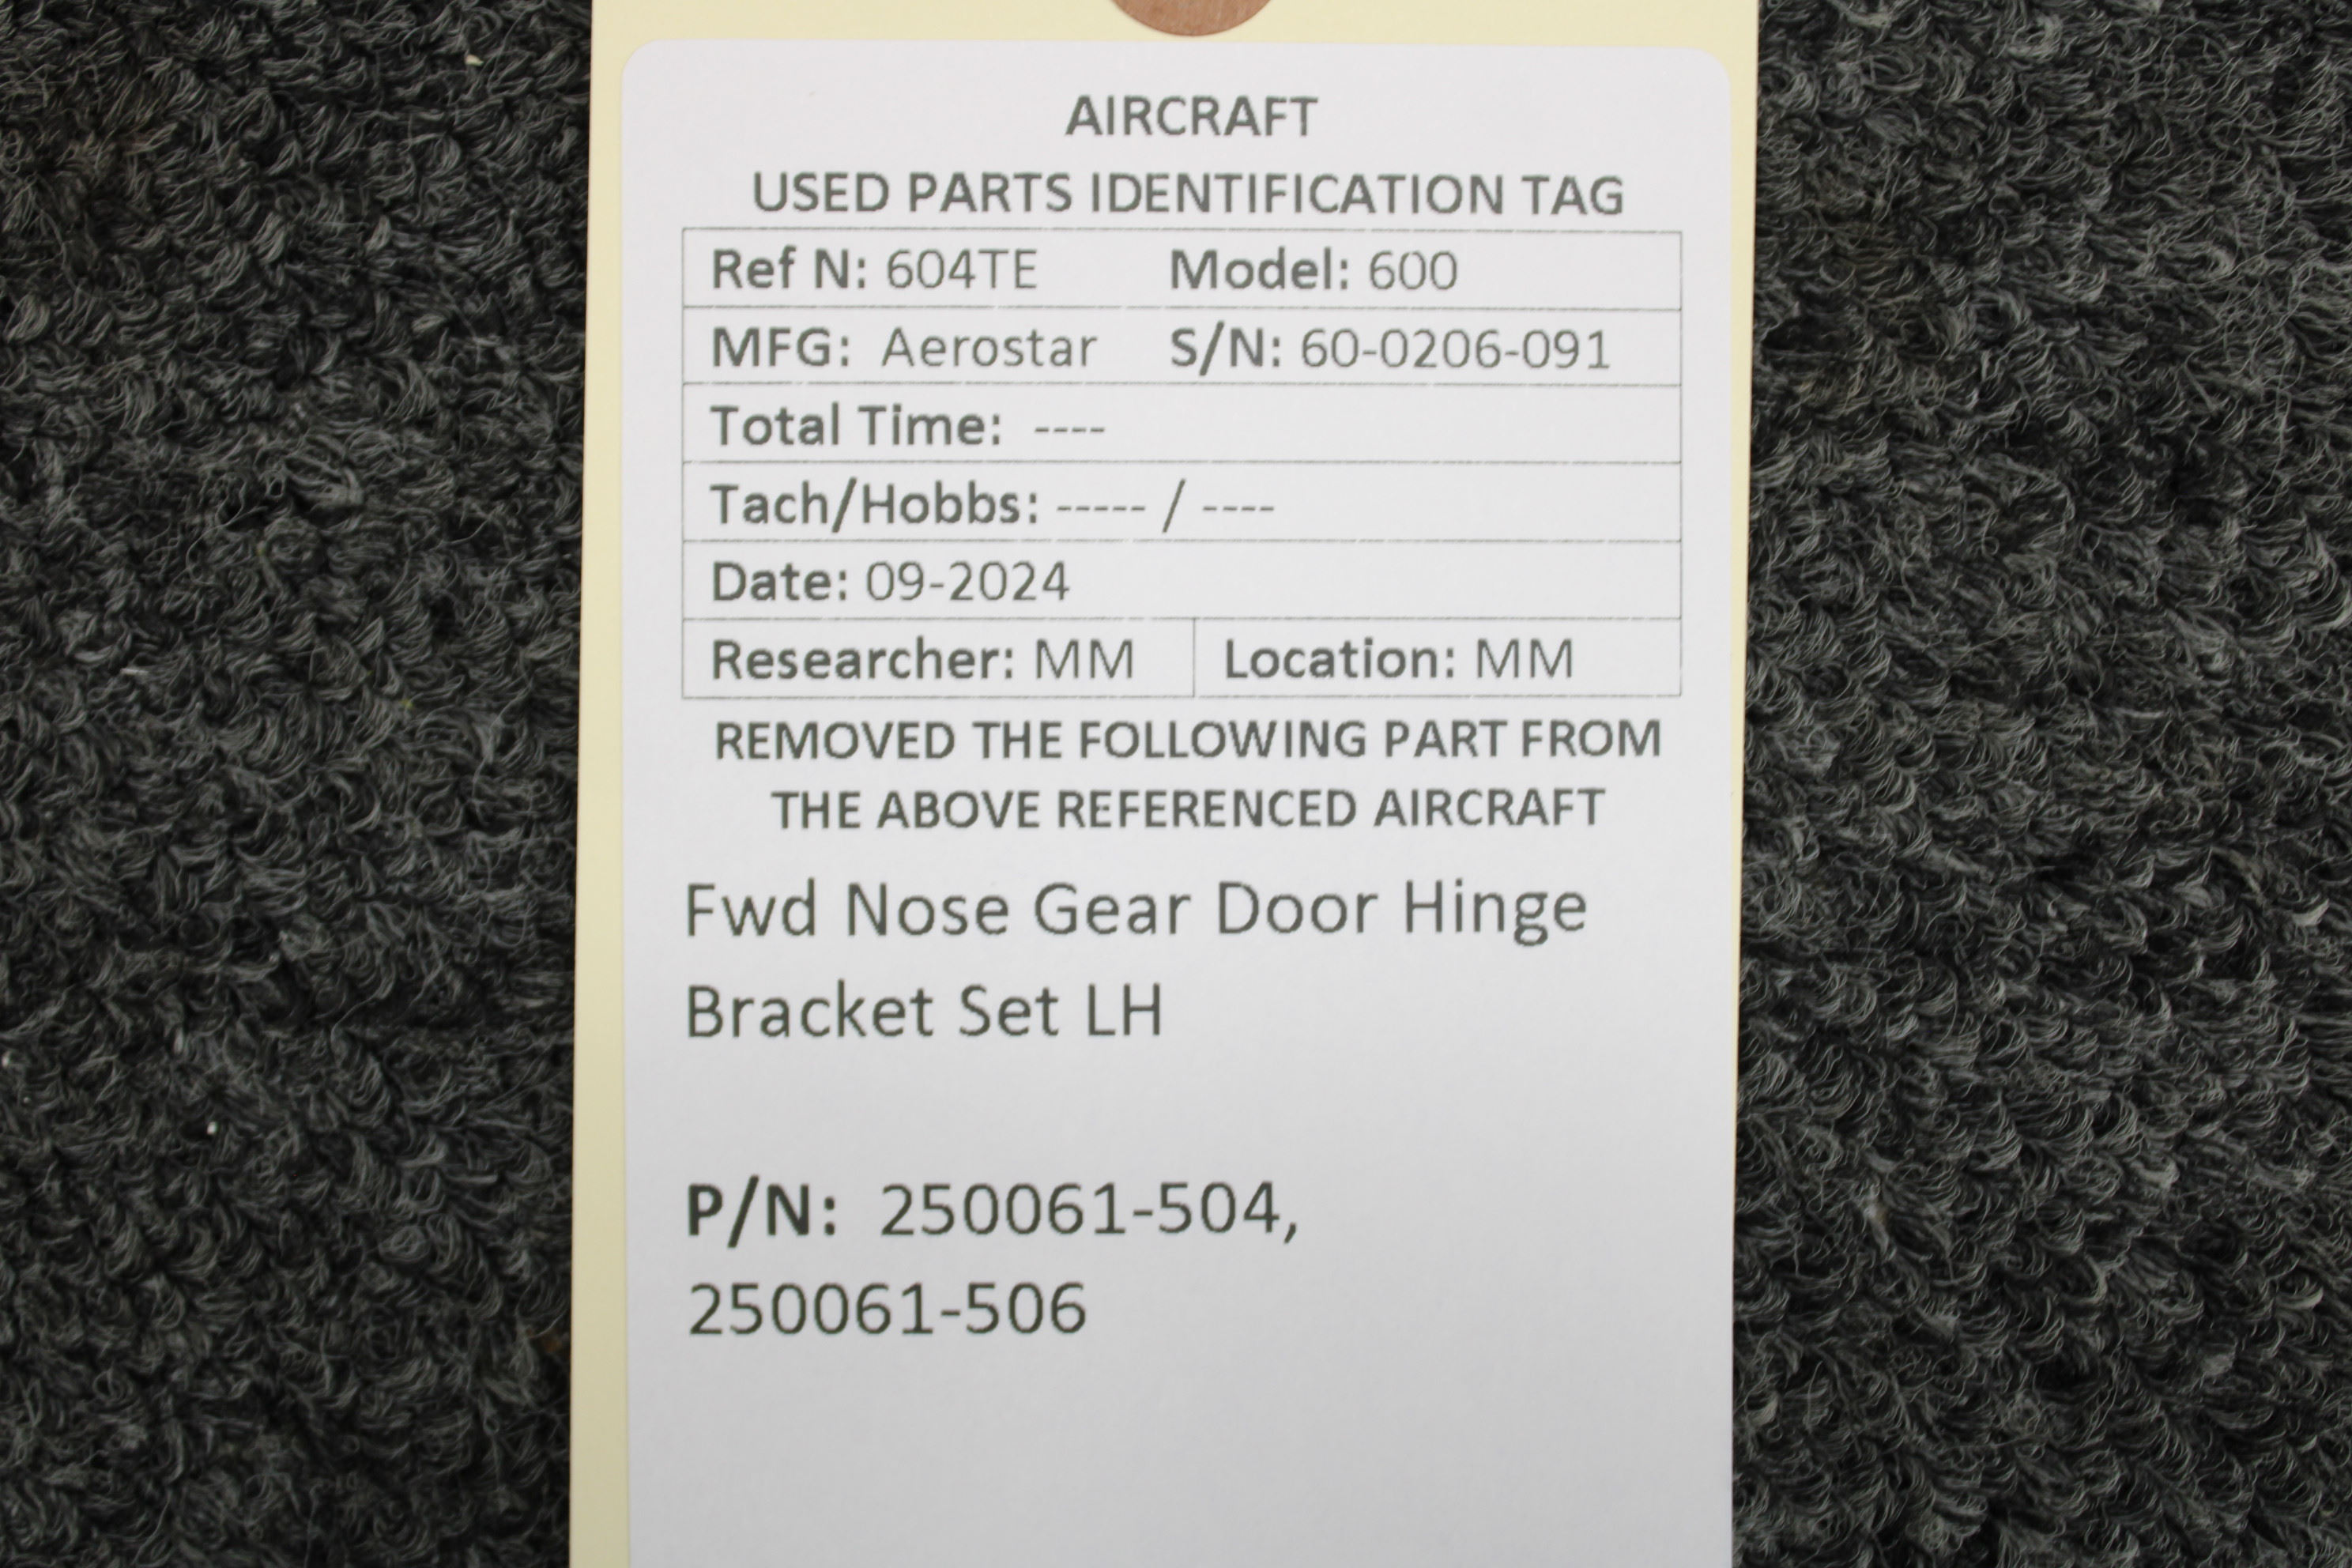 AIRCRAFT
USED PARTS IDENTIFICATION TAG
Ref N: 604TE Model: 600
MFG: Aerostar S/N: 60-0206-091
Total Time: ----
Tach/Hobbs: ----- / ----
Date: 09-2024
Researcher: MM Location: MM
REMOVED THE FOLLOWING PART FROM
THE ABOVE REFERENCED AIRCRAFT
Fwd Nose Gear Door Hinge
Bracket Set LH
P/N: 250061-504,
250061-506